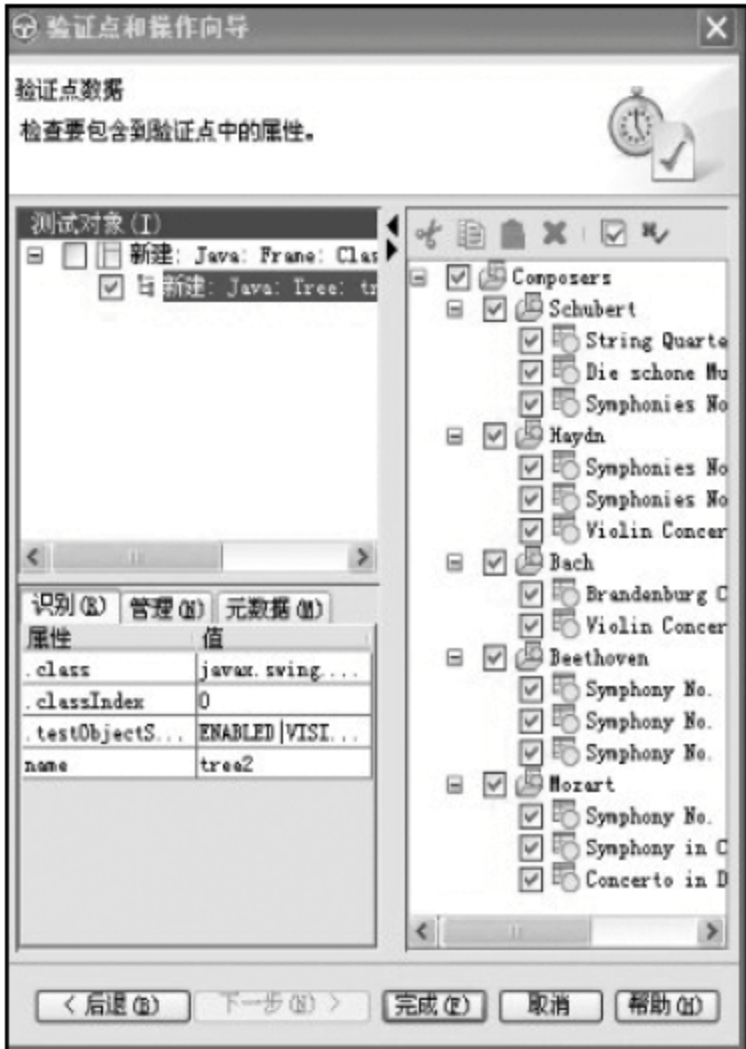 验证点和操作向导
验证点数据
检查要包含到验证点中的属性。
测试对象(I)
新建: Java: Frame: Clas
新建: Java: Tree: tr
识别(R) 管理(N) 元数据(M)
属性 值
.class javax.swing....
.classIndex 0
.testObjectS... ENABLED|VISI...
name tree2
Composers
Schubert
String Quarte
Die schone Mu
Symphonies No
Haydn
Symphonies No
Symphonies No
Violin Concer
Bach
Brandenburg C
Violin Concer
Beethoven
Symphony No.
Symphony No.
Symphony No.
Mozart
Symphony No.
Symphony in C
Concerto in D
< 后退(B) 下一步(N) > 完成(F) 取消 帮助(H)